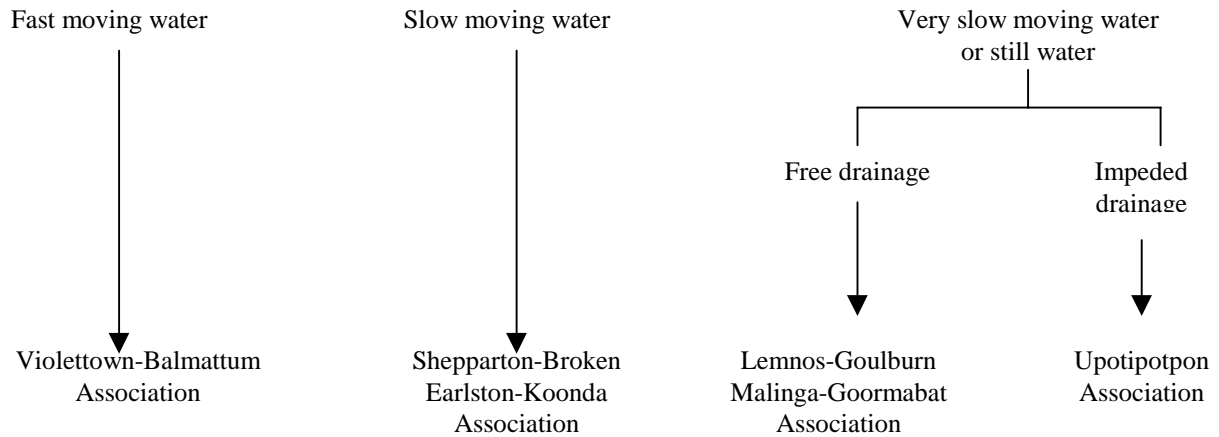 Fast moving water
Slow moving water
Very slow moving water
or still water
Free drainage
Impeded
drainage
Violettown-Balmattum
Association
Shepparton-Broken
Earlston-Koonda
Association
Lemnos-Goulburn
Malinga-Goormabat
Association
Upotipotpon
Association